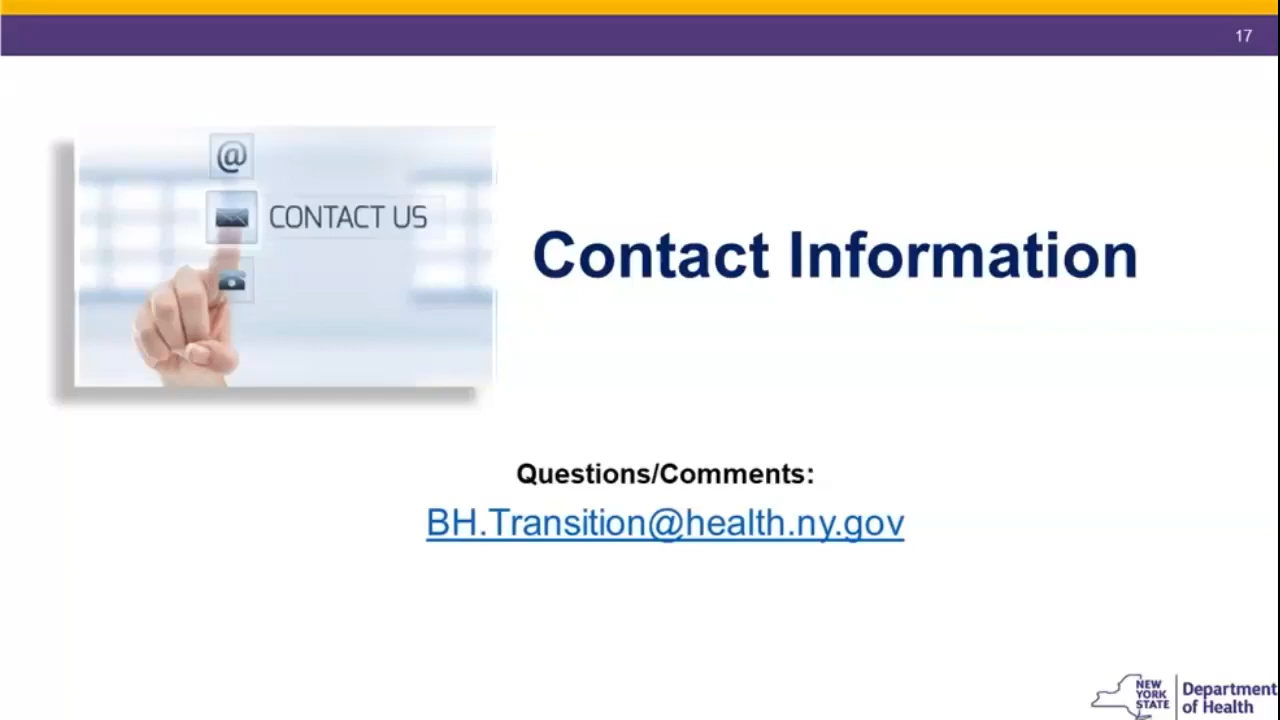 17
@
CONTACT US
Contact Information
Questions/Comments:
BH.Transition@health.ny.gov
NEW
YORK
STATE
Department
of Health